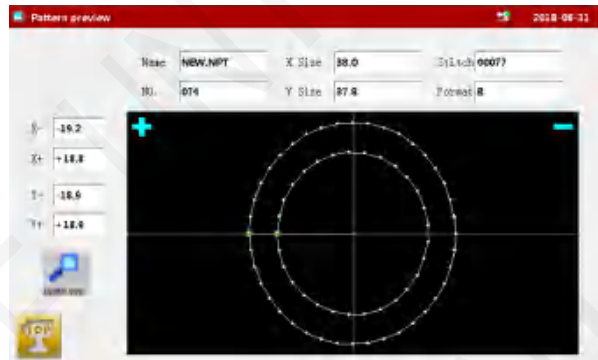 Pattern preview 2018-08-31
Name NEW.NPT X Size 38.0 Stitch 00077
NO. 074 Y Size 37.8 Format B
X- -19.2
X+ +18.8
Y- -18.9
Y+ +18.9
TOP